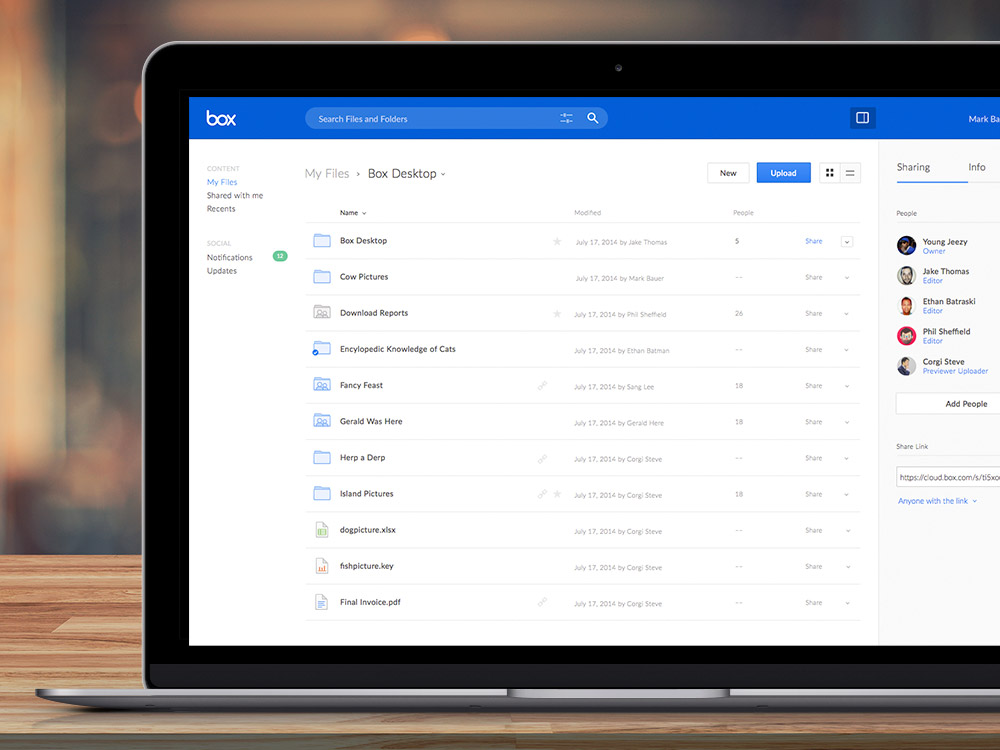 box
Search Files and Folders
Mark Ba
CONTENT
My Files
Shared with me
Recents
SOCIAL
Notifications 12
Updates
My Files › Box Desktop
New
Upload
Name Modified People
Box Desktop July 17, 2014 by Jake Thomas 5 Share
Cow Pictures July 17, 2014 by Mark Bauer -- Share
Download Reports July 17, 2014 by Phil Sheffield 26 Share
Encylopedic Knowledge of Cats July 17, 2014 by Ethan Batman -- Share
Fancy Feast July 17, 2014 by Sang Lee 18 Share
Gerald Was Here July 17, 2014 by Gerald Here 18 Share
Herp a Derp July 17, 2014 by Corgi Steve -- Share
Island Pictures July 17, 2014 by Corgi Steve 18 Share
dogpicture.xlsx July 17, 2014 by Corgi Steve -- Share
fishpicture.key July 17, 2014 by Corgi Steve -- Share
Final Invoice.pdf July 17, 2014 by Corgi Steve -- Share
Sharing Info
People
Young Jeezy
Owner
Jake Thomas
Editor
Ethan Batraski
Editor
Phil Sheffield
Editor
Corgi Steve
Previewer Uploader
Add People
Share Link
https://cloud.box.com/s/ti5xo
Anyone with the link